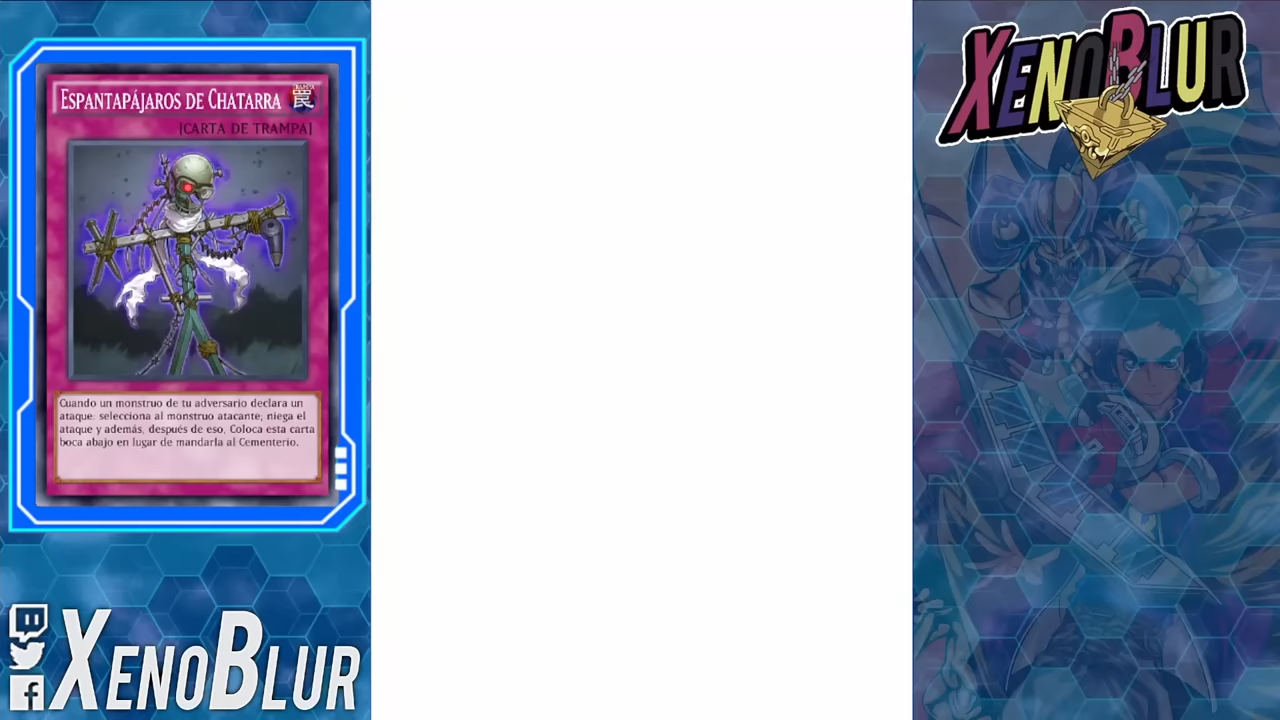 ESPANTAPÁJAROS DE CHATARRA
TRAMPA
罠
[CARTA DE TRAMPA]
Cuando un monstruo de tu adversario declara un
ataque: selecciona al monstruo atacante; niega el
ataque y además, después de eso, Coloca esta carta
boca abajo en lugar de mandarla al Cementerio.
XENOBLUR
XENOBLUR